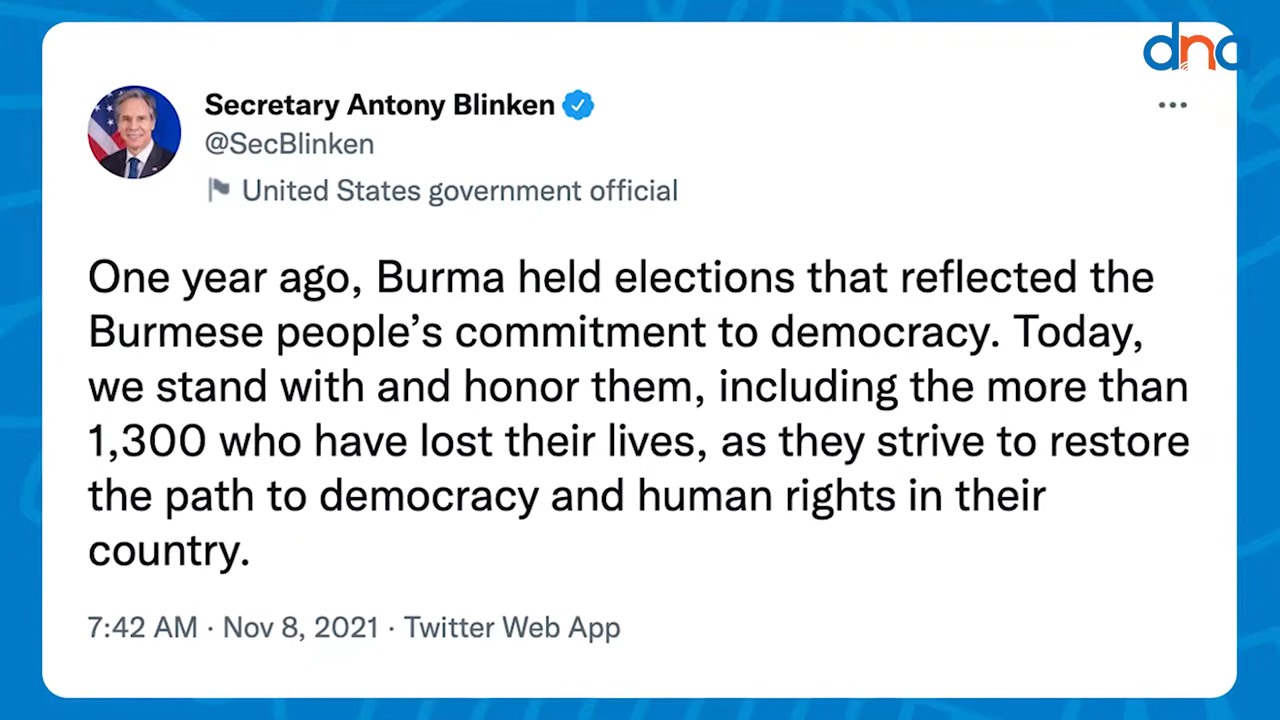 dna
Secretary Antony Blinken
@SecBlinken
United States government official
One year ago, Burma held elections that reflected the
Burmese people’s commitment to democracy. Today,
we stand with and honor them, including the more than
1,300 who have lost their lives, as they strive to restore
the path to democracy and human rights in their
country.
7:42 AM · Nov 8, 2021 · Twitter Web App